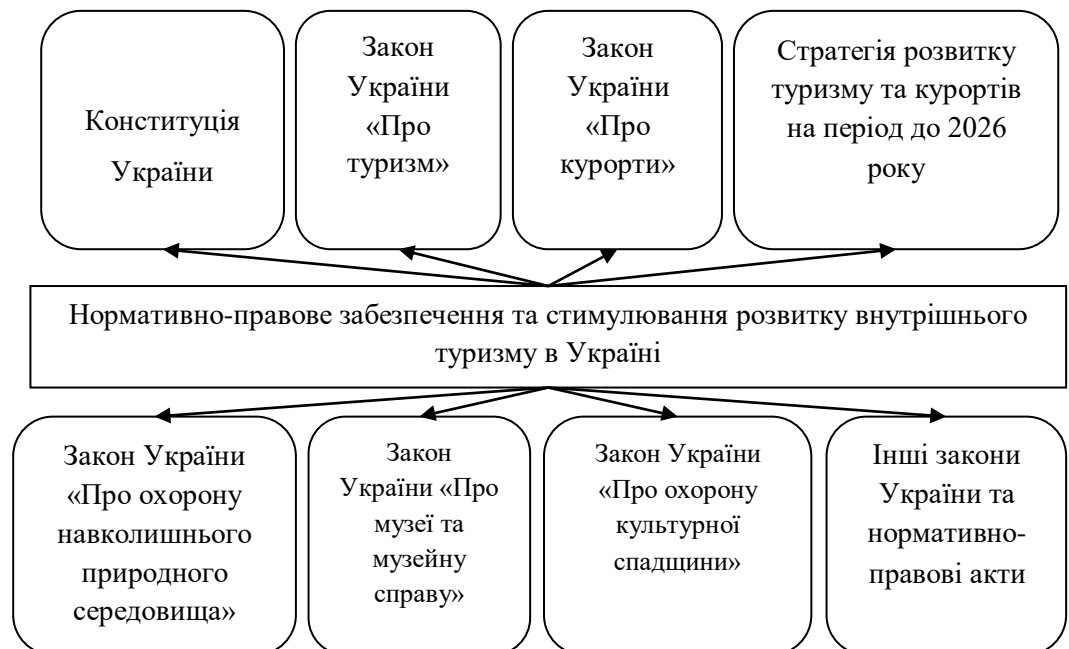 Конституція
України
Закон
України
«Про
туризм»
Закон
України
«Про
курорти»
Стратегія розвитку
туризму та курортів
на період до 2026
року
Нормативно-правове забезпечення та стимулювання розвитку внутрішнього
туризму в Україні
Закон України
«Про охорону
навколишнього
природного
середовища»
Закон
України «Про
музеї та
музейну
справу»
Закон України
«Про охорону
культурної
спадщини»
Інші закони
України та
нормативно-
правові акти